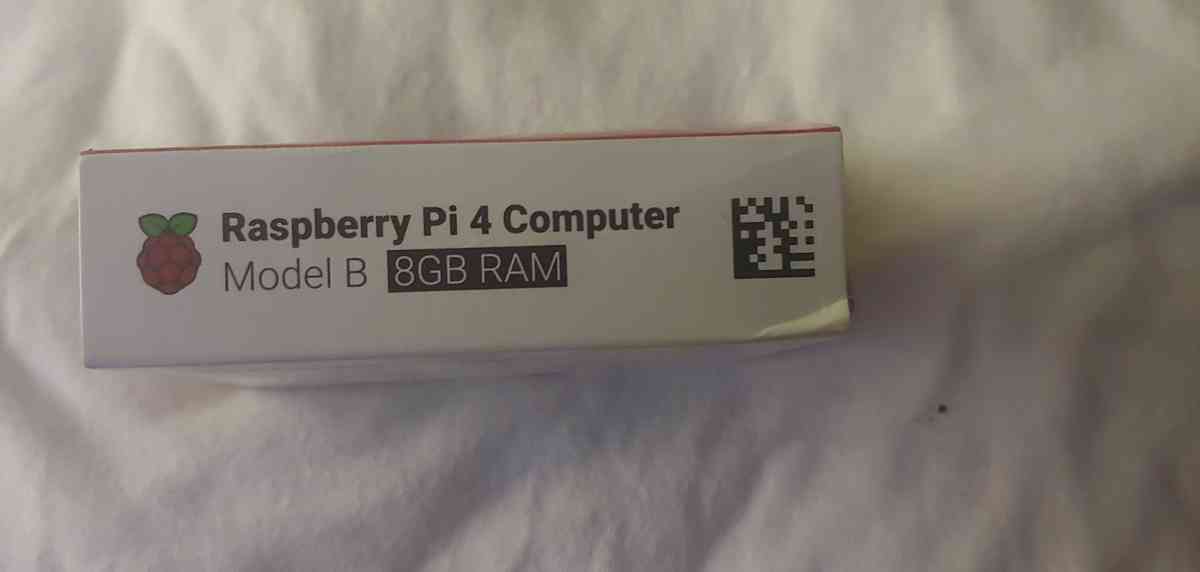 Raspberry Pi 4 Computer
Model B 8GB RAM